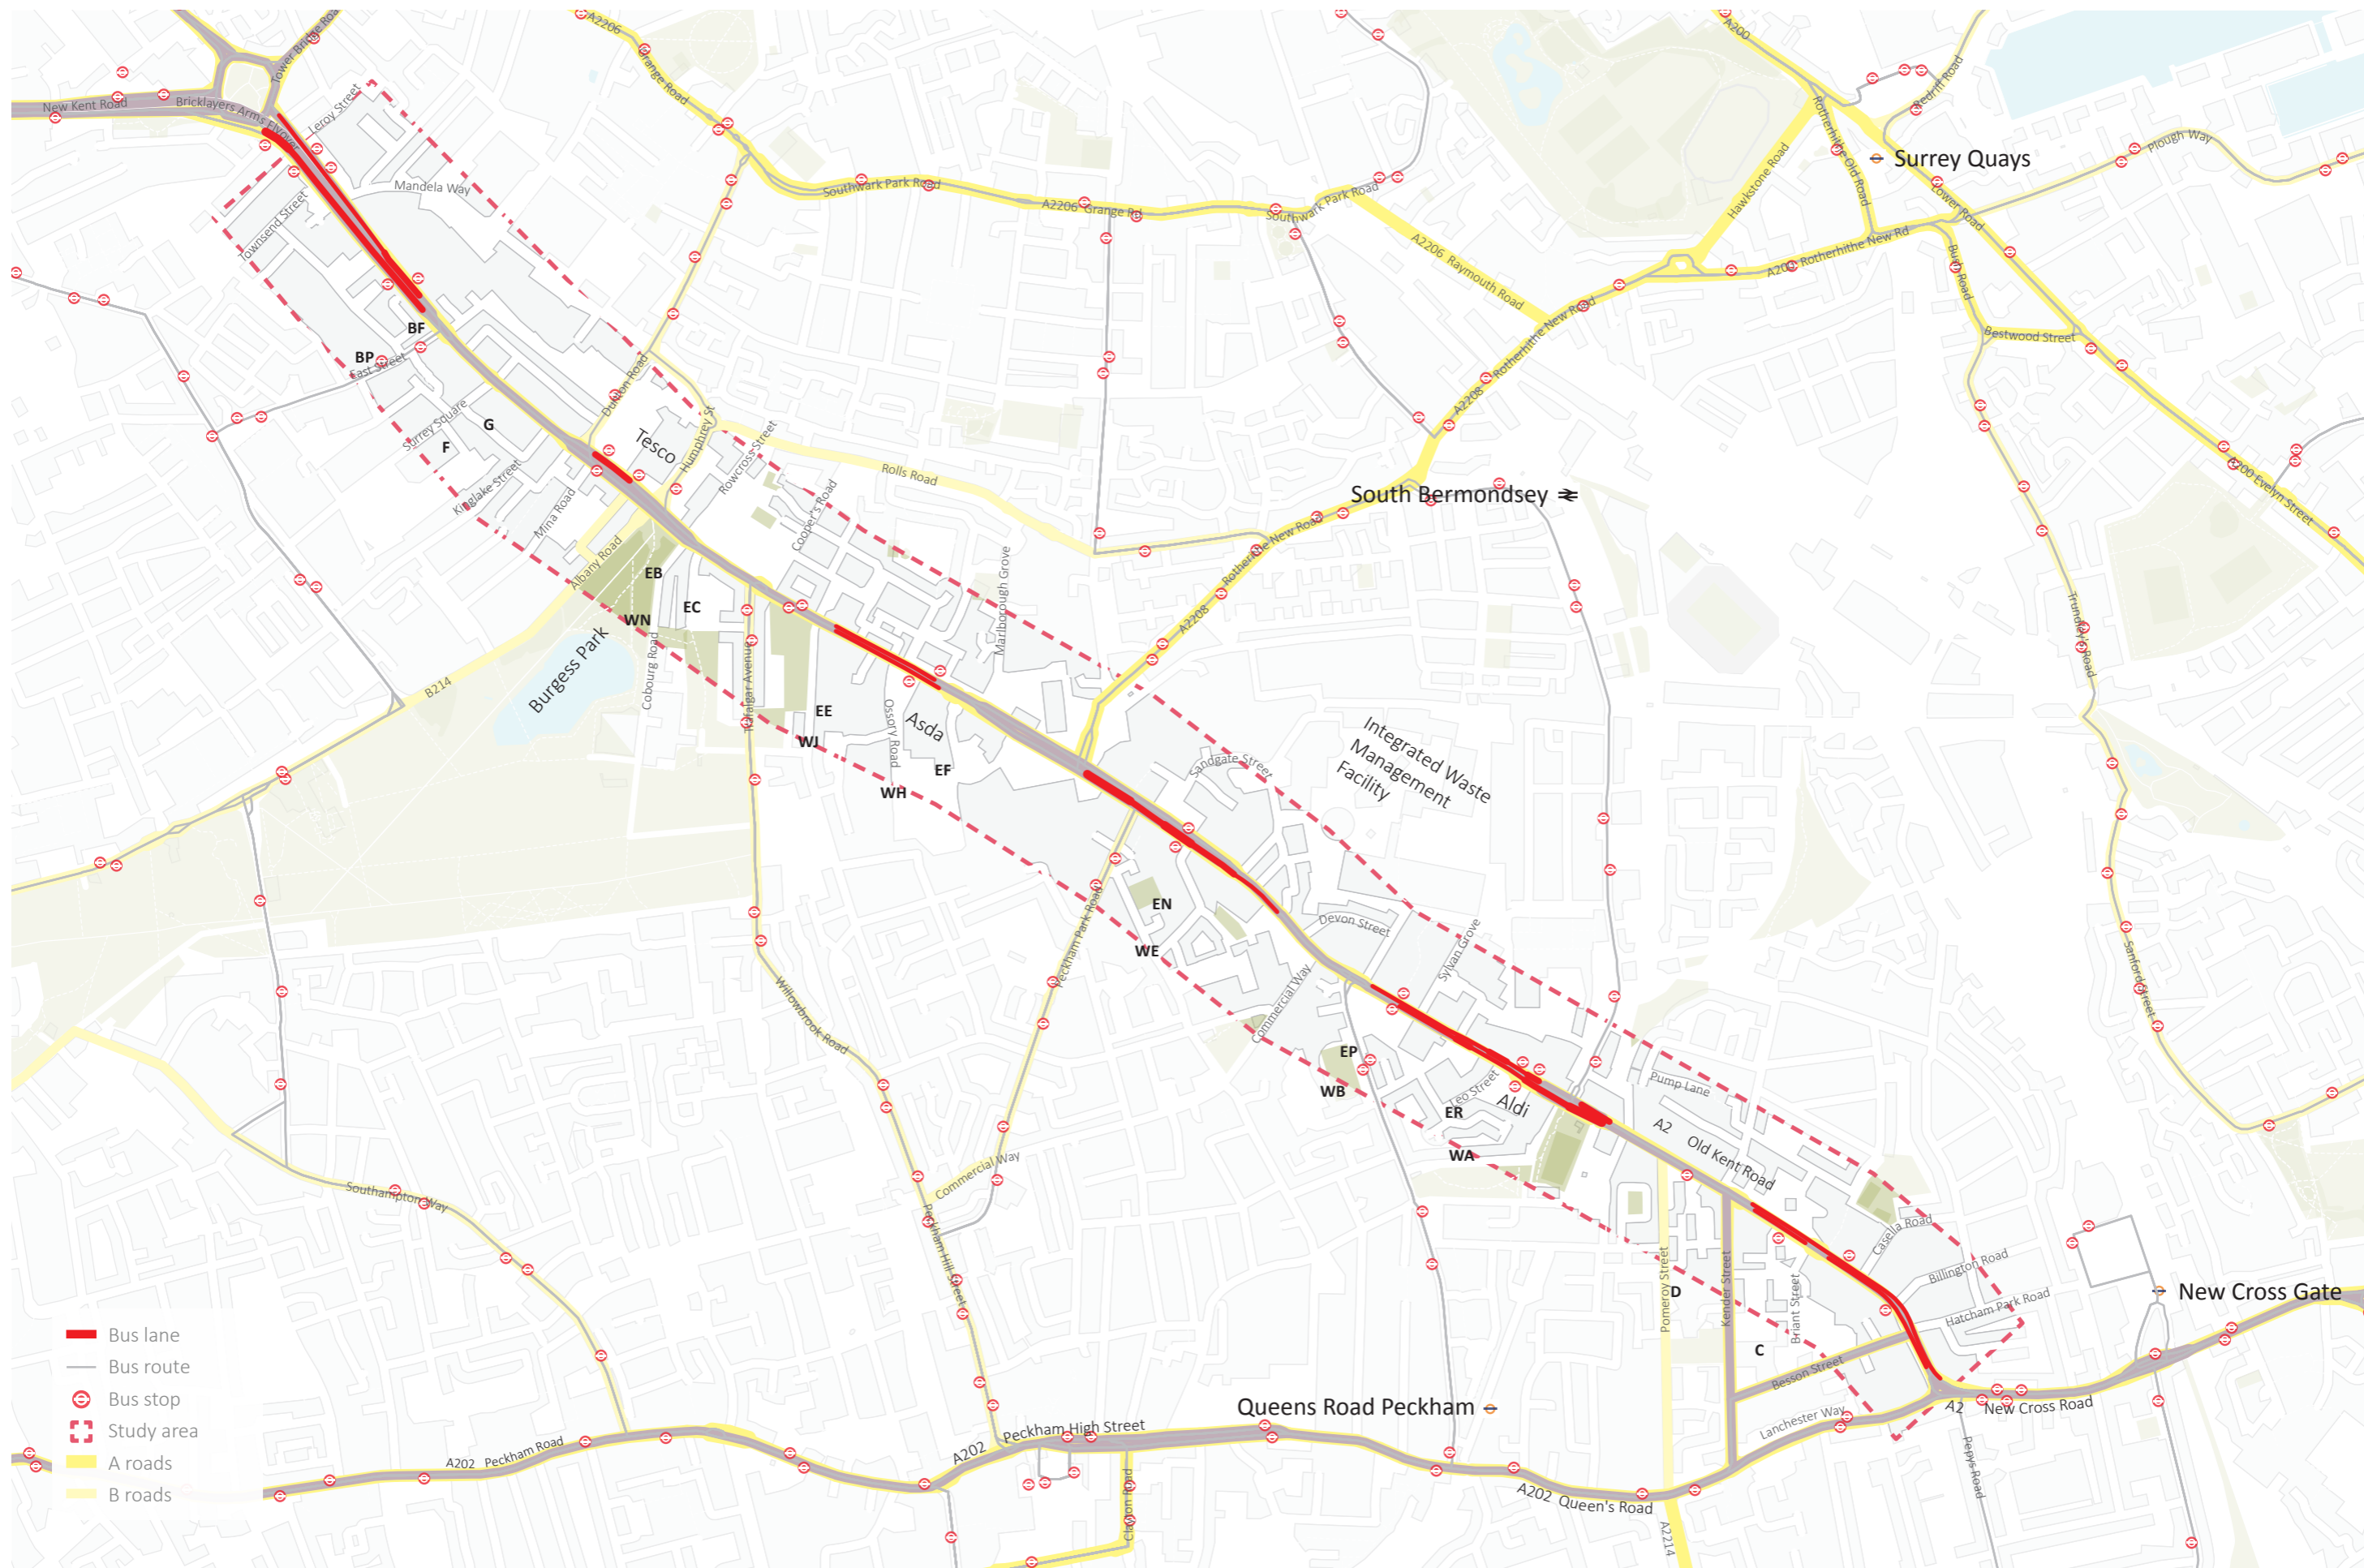 A2206
Grange Road
Tower Bridge Road
New Kent Road
Bricklayers Arms Flyover
Leroy Street
Mandela Way
Townsend Street
Southwark Park Road
A2206 Grange Rd
Southwark Park Road
A2206 Raymouth Road
Hawkstone Road
A200
Rotherhithe Old Road
Redriff Road
Surrey Quays
Plough Way
Lower Road
A2208 Rotherhithe New Rd
Bush Road
Bestwood Street
A2208 Rotherhithe New Road
BF
BP
East Street
Surrey Square
G
F
Kinglake Street
Mina Road
Dunton Road
Tesco
Humphrey St
Rowcross Street
Cooper's Road
Rolls Road
South Bermondsey
Rotherhithe New Road
A2208
A200 Evelyn Street
Albany Road
EB
EC
WN
Burgess Park
Cobourg Road
B214
Trafalgar Avenue
Marlborough Grove
EE
WJ
Ossory Road
Asda
EF
WH
Sandgate Street
Integrated Waste
Management
Facility
Trundley's Road
EN
WE
Peckham Park Road
Devon Street
Sylvan Grove
Commercial Way
Sanford Street
Willowbrook Road
EP
WB
Leo Street
Aldi
ER
WA
Pump Lane
A2 Old Kent Road
Commercial Way
Southampton Way
Peckham Hill Street
Pomeroy Street
D
Kender Street
Briant Street
C
Casella Road
Billington Road
Hatcham Park Road
New Cross Gate
Besson Street
Lanchester Way
A2 New Cross Road
Pepys Road
Queens Road Peckham
Peckham High Street
A202
A202 Peckham Road
Clayton Road
A202 Queen's Road
A2214
Bus lane
Bus route
Bus stop
Study area
A roads
B roads